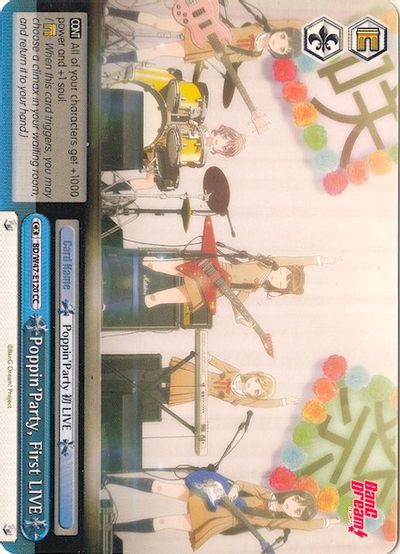 [CONT] All of your characters get +1000
power and +1 soul.
( : When this card triggers, you may
choose a climax in your waiting room,
and return it to your hand.)
CX BD/W47-E120 CC
Card Name
Poppin'Party 初LIVE
Poppin'Party, First LIVE
©BanG Dream! Project
BanG
Dream!
咲